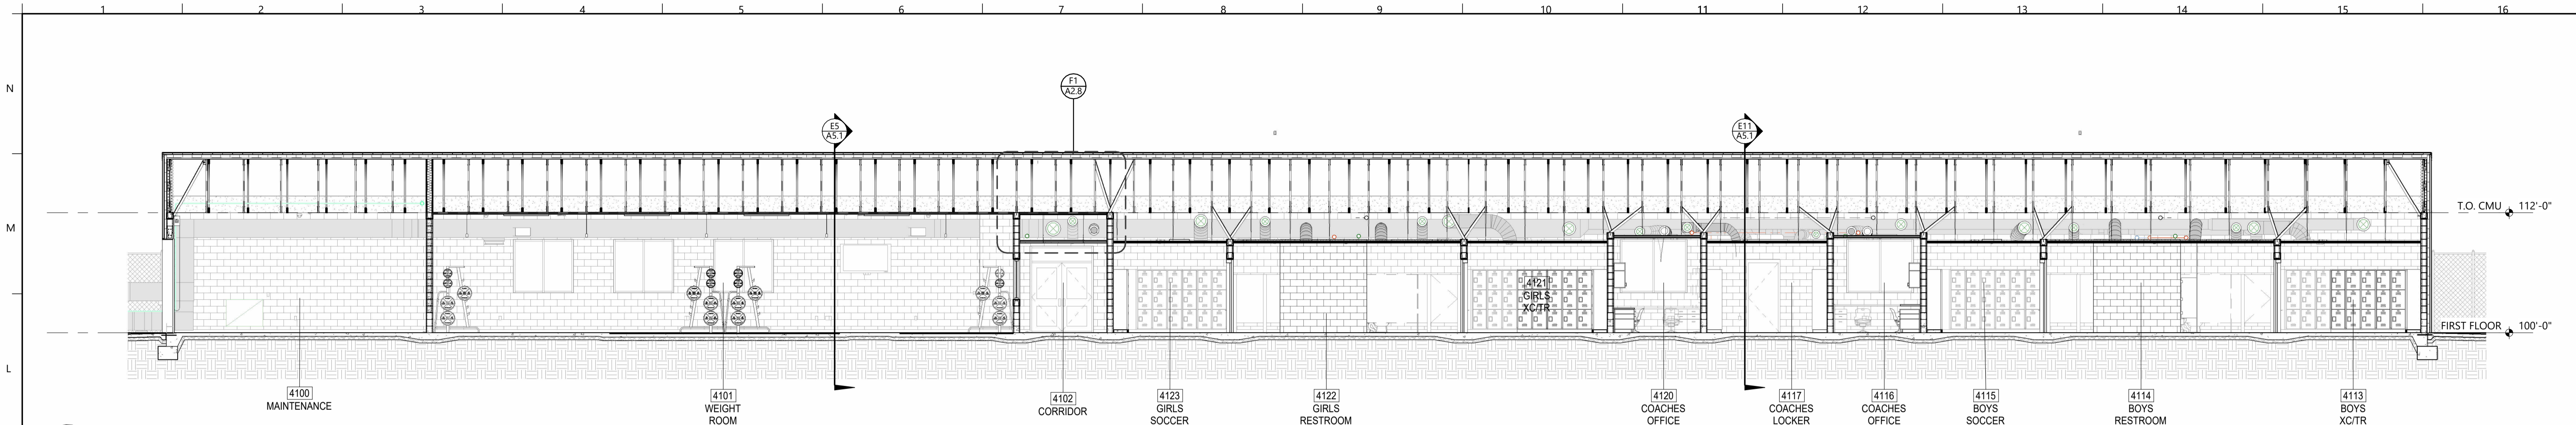 1 2 3 4 5 6 7 8 9 10 11 12 13 14 15 16
N
F1
A2.8
E5
A5.1
E11
A5.1
T.O. CMU 112'-0"
M
4121
GIRLS
XC/TR
FIRST FLOOR 100'-0"
L
4100
MAINTENANCE
4101
WEIGHT
ROOM
4102
CORRIDOR
4123
GIRLS
SOCCER
4122
GIRLS
RESTROOM
4120
COACHES
OFFICE
4117
COACHES
LOCKER
4116
COACHES
OFFICE
4115
BOYS
SOCCER
4114
BOYS
RESTROOM
4113
BOYS
XC/TR